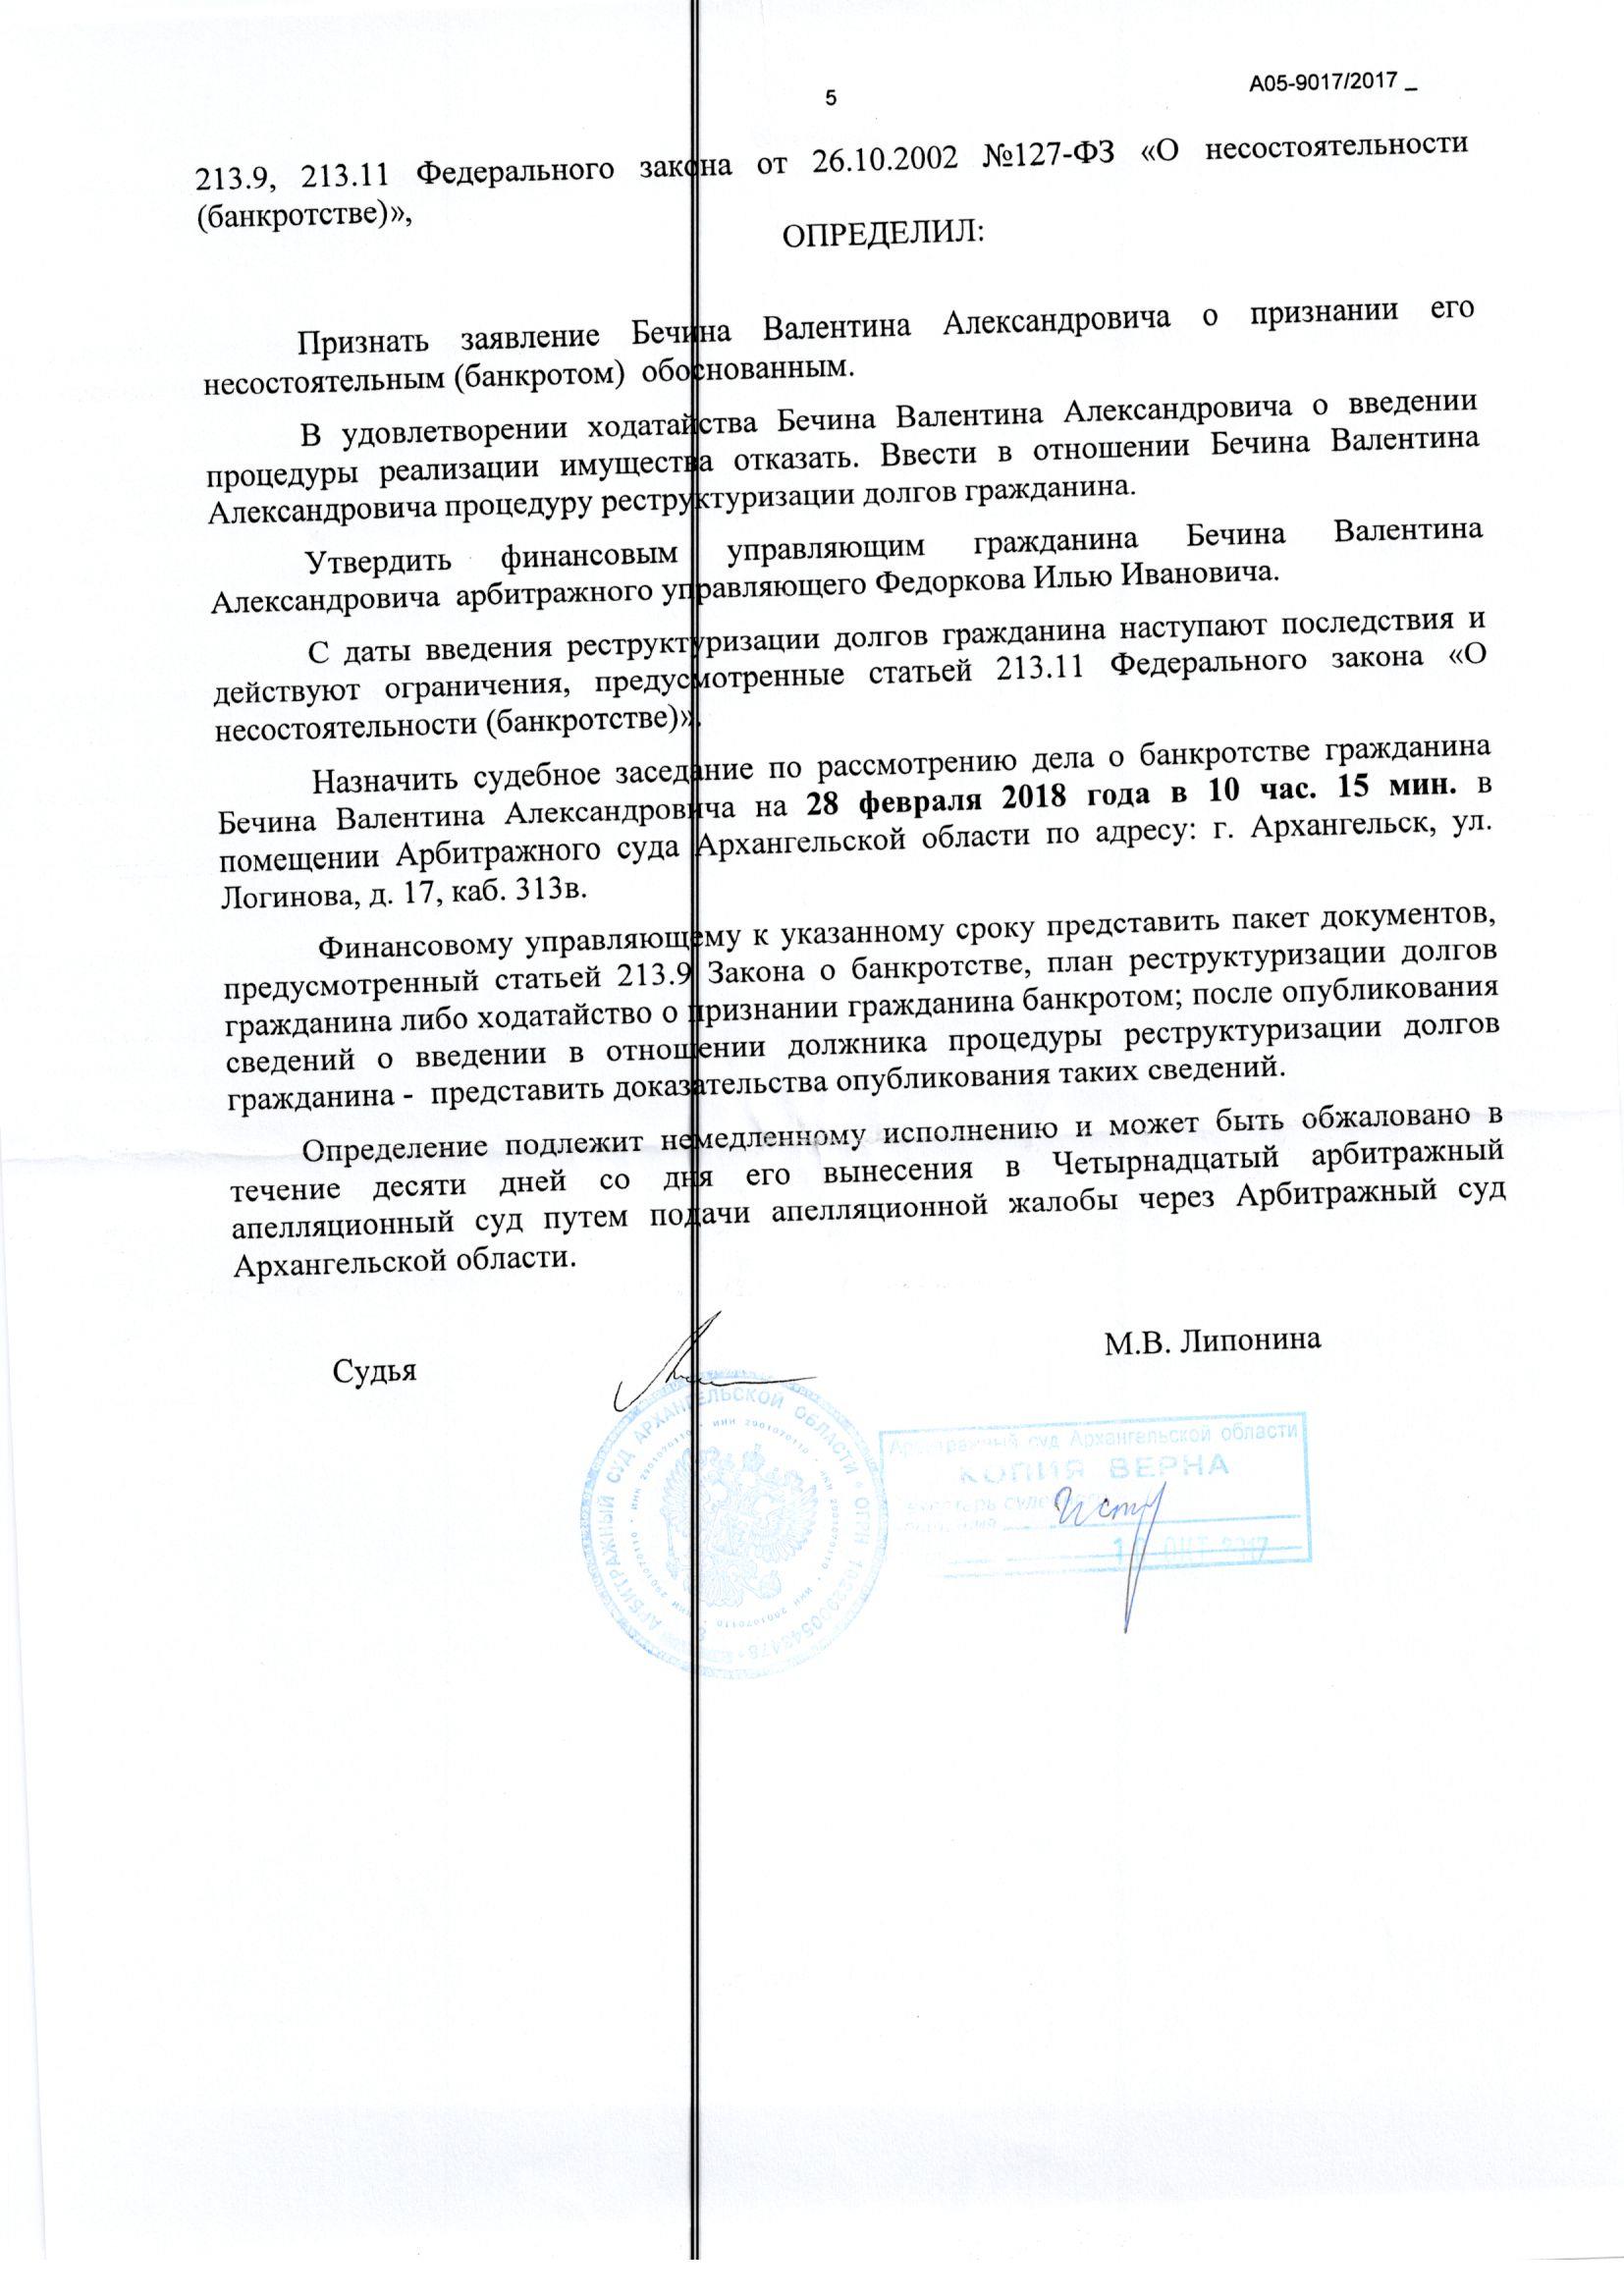 5
А05-9017/2017 _
213.9, 213.11 Федерального закона от 26.10.2002 №127-ФЗ «О несостоятельности
(банкротстве)»,
ОПРЕДЕЛИЛ:
Признать заявление Бечина Валентина Александровича о признании его
несостоятельным (банкротом) обоснованным.
В удовлетворении ходатайства Бечина Валентина Александровича о введении
процедуры реализации имущества отказать. Ввести в отношении Бечина Валентина
Александровича процедуру реструктуризации долгов гражданина.
Утвердить финансовым управляющим гражданина Бечина Валентина
Александровича арбитражного управляющего Федоркова Илью Ивановича.
С даты введения реструктуризации долгов гражданина наступают последствия и
действуют ограничения, предусмотренные статьей 213.11 Федерального закона «О
несостоятельности (банкротстве)».
Назначить судебное заседание по рассмотрению дела о банкротстве гражданина
Бечина Валентина Александровича на 28 февраля 2018 года в 10 час. 15 мин. в
помещении Арбитражного суда Архангельской области по адресу: г. Архангельск, ул.
Логинова, д. 17, каб. 313в.
Финансовому управляющему к указанному сроку представить пакет документов,
предусмотренный статьей 213.9 Закона о банкротстве, план реструктуризации долгов
гражданина либо ходатайство о признании гражданина банкротом; после опубликования
сведений о введении в отношении должника процедуры реструктуризации долгов
гражданина - представить доказательства опубликования таких сведений.
Определение подлежит немедленному исполнению и может быть обжаловано в
течение десяти дней со дня его вынесения в Четырнадцатый арбитражный
апелляционный суд путем подачи апелляционной жалобы через Арбитражный суд
Архангельской области.
Судья
М.В. Липонина
АРБИТРАЖНЫЙ СУД АРХАНГЕЛЬСКОЙ ОБЛАСТИ * ОГРН
ИНН 2901070110
Арбитражный суд Архангельской области
КОПИЯ ВЕРНА
ОКТ 2017